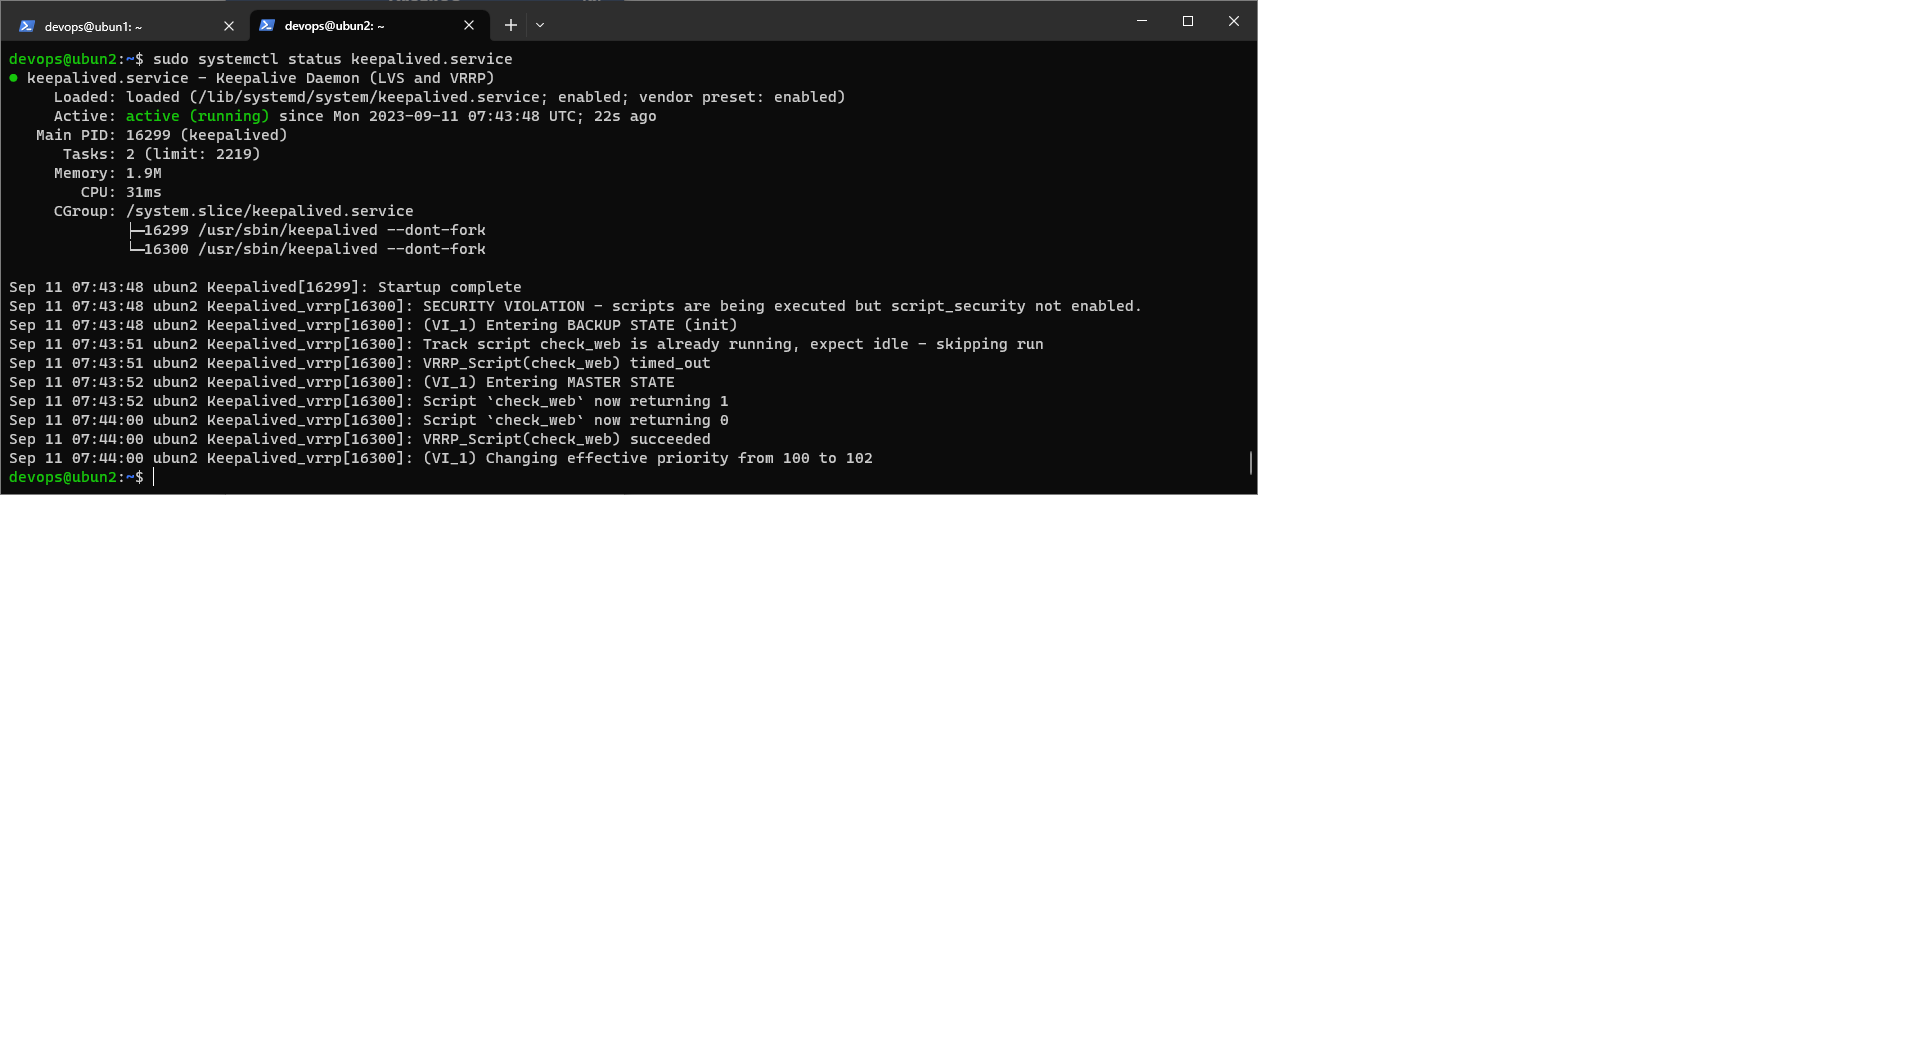 devops@ubun1: ~
devops@ubun2: ~
devops@ubun2:~$ sudo systemctl status keepalived.service
● keepalived.service - Keepalive Daemon (LVS and VRRP)
Loaded: loaded (/lib/systemd/system/keepalived.service; enabled; vendor preset: enabled)
Active: active (running) since Mon 2023-09-11 07:43:48 UTC; 22s ago
Main PID: 16299 (keepalived)
Tasks: 2 (limit: 2219)
Memory: 1.9M
CPU: 31ms
CGroup: /system.slice/keepalived.service
├─16299 /usr/sbin/keepalived --dont-fork
└─16300 /usr/sbin/keepalived --dont-fork
Sep 11 07:43:48 ubun2 Keepalived[16299]: Startup complete
Sep 11 07:43:48 ubun2 Keepalived_vrrp[16300]: SECURITY VIOLATION - scripts are being executed but script_security not enabled.
Sep 11 07:43:48 ubun2 Keepalived_vrrp[16300]: (VI_1) Entering BACKUP STATE (init)
Sep 11 07:43:51 ubun2 Keepalived_vrrp[16300]: Track script check_web is already running, expect idle - skipping run
Sep 11 07:43:51 ubun2 Keepalived_vrrp[16300]: VRRP_Script(check_web) timed_out
Sep 11 07:43:52 ubun2 Keepalived_vrrp[16300]: (VI_1) Entering MASTER STATE
Sep 11 07:43:52 ubun2 Keepalived_vrrp[16300]: Script `check_web` now returning 1
Sep 11 07:44:00 ubun2 Keepalived_vrrp[16300]: Script `check_web` now returning 0
Sep 11 07:44:00 ubun2 Keepalived_vrrp[16300]: VRRP_Script(check_web) succeeded
Sep 11 07:44:00 ubun2 Keepalived_vrrp[16300]: (VI_1) Changing effective priority from 100 to 102
devops@ubun2:~$